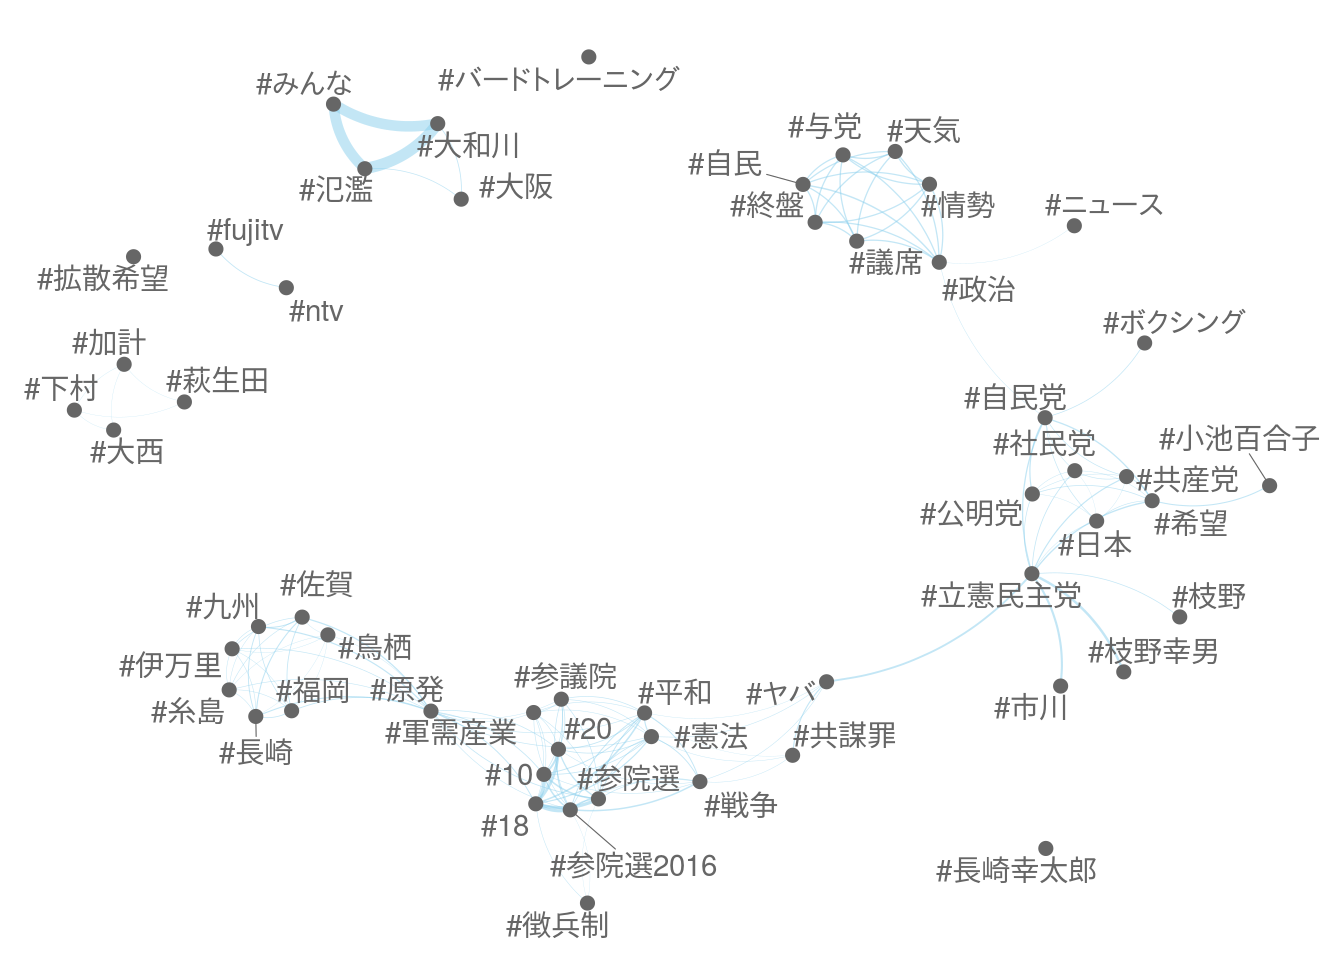 #みんな
#バードトレーニング
#大和川
#氾濫
#大阪
#与党
#天気
#自民
#終盤
#情勢
#ニュース
#議席
#政治
#fujitv
#拡散希望
#ntv
#加計
#下村
#萩生田
#大西
#ボクシング
#自民党
#社民党
#小池百合子
#共産党
#公明党
#希望
#日本
#立憲民主党
#枝野
#枝野幸男
#市川
#佐賀
#九州
#鳥栖
#伊万里
#福岡
#原発
#糸島
#長崎
#軍需産業
#参議院
#平和
#ヤバ
#20
#憲法
#共謀罪
#10
#参院選
#戦争
#18
#参院選2016
#徴兵制
#長崎幸太郎